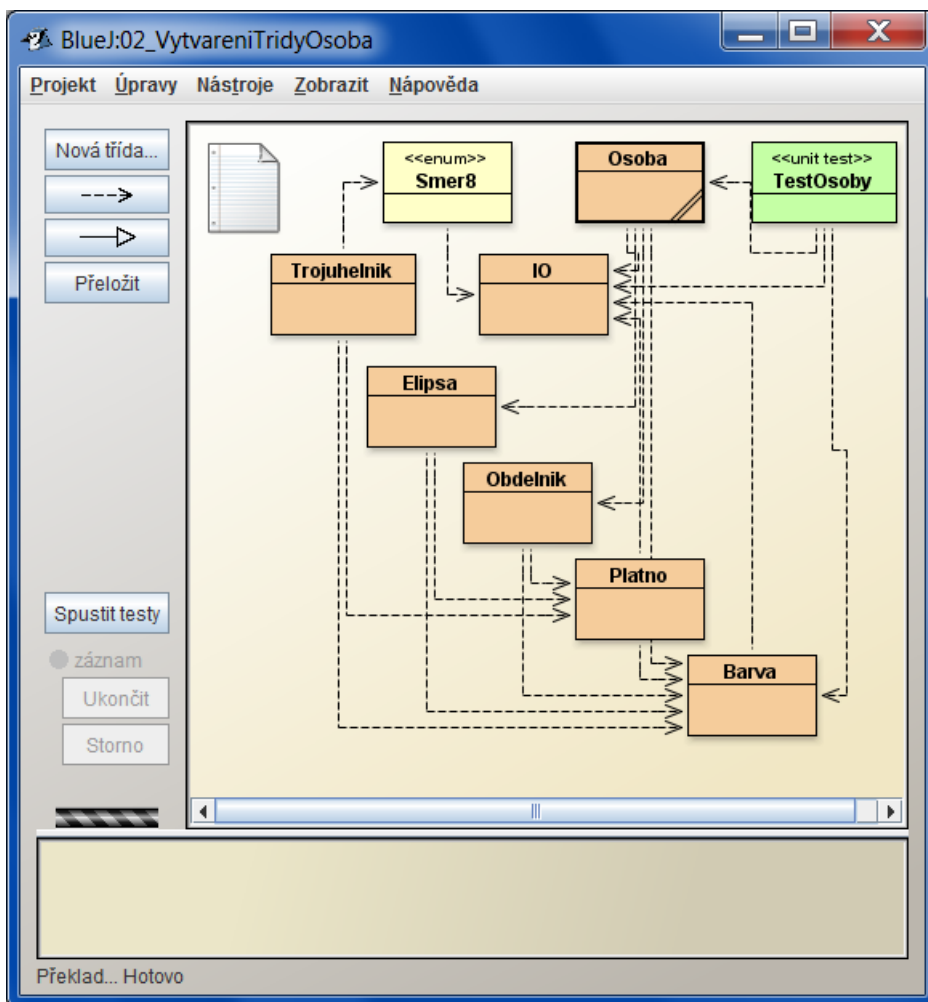 BlueJ:02_VytvareniTridyOsoba
Projekt Úpravy Nástroje Zobrazit Nápověda
Nová třída...
Přeložit
<<enum>>
Smer8
Osoba
<<unit test>>
TestOsoby
Trojuhelnik
IO
Elipsa
Obdelnik
Platno
Barva
Spustit testy
záznam
Ukončit
Storno
Překlad... Hotovo